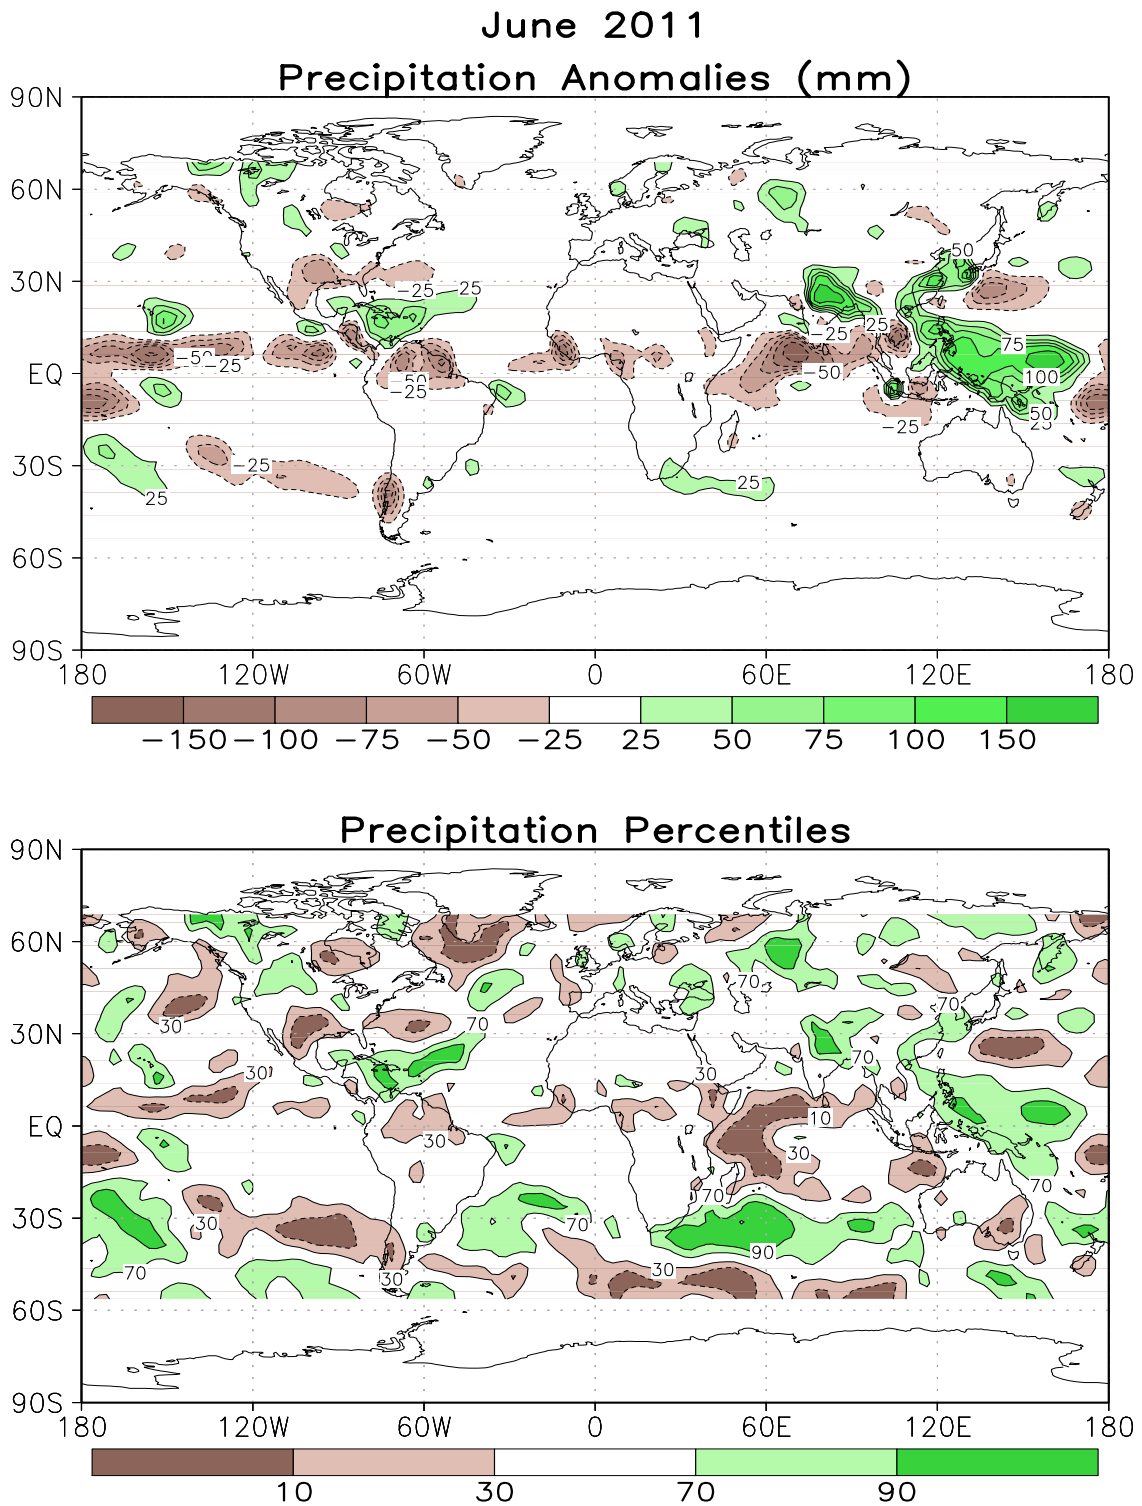 June 2011
Precipitation Anomalies (mm)
90N
60N
30N
EQ
30S
60S
90S
50
−25
25
−50
−25
25
25
75
−50
−25
−50
100
50
25
−25
−25
25
25
180
120W
60W
0
60E
120E
180
−150
−100
−75
−50
−25
25
50
75
100
150
Precipitation Percentiles
90N
60N
30N
EQ
30S
60S
90S
70
70
30
70
70
30
30
10
30
30
70
70
30
70
90
70
30
30
180
120W
60W
0
60E
120E
180
10
30
70
90